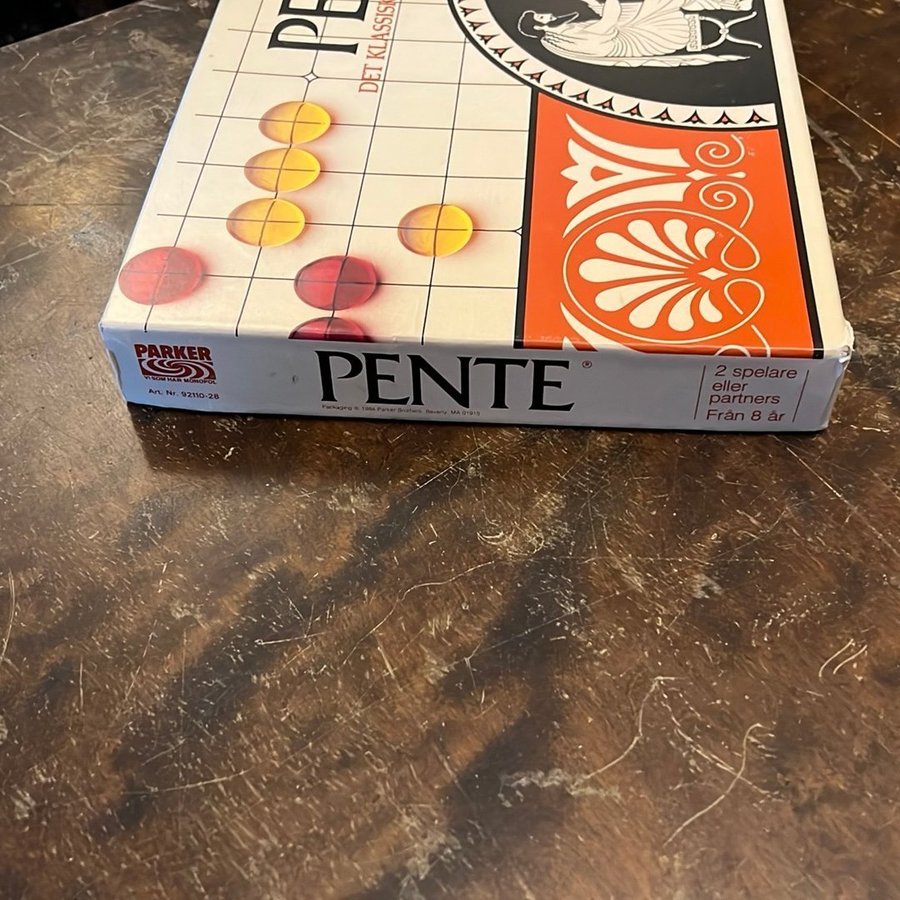 PE
DET KLASSISK
PARKER
VI SOM HAR MONOPOL
Art. Nr. 92110-28
PENTE®
Packaging © 1984 Parker Brothers, Beverly, MA 01915
2 spelare
eller
partners
Från 8 år